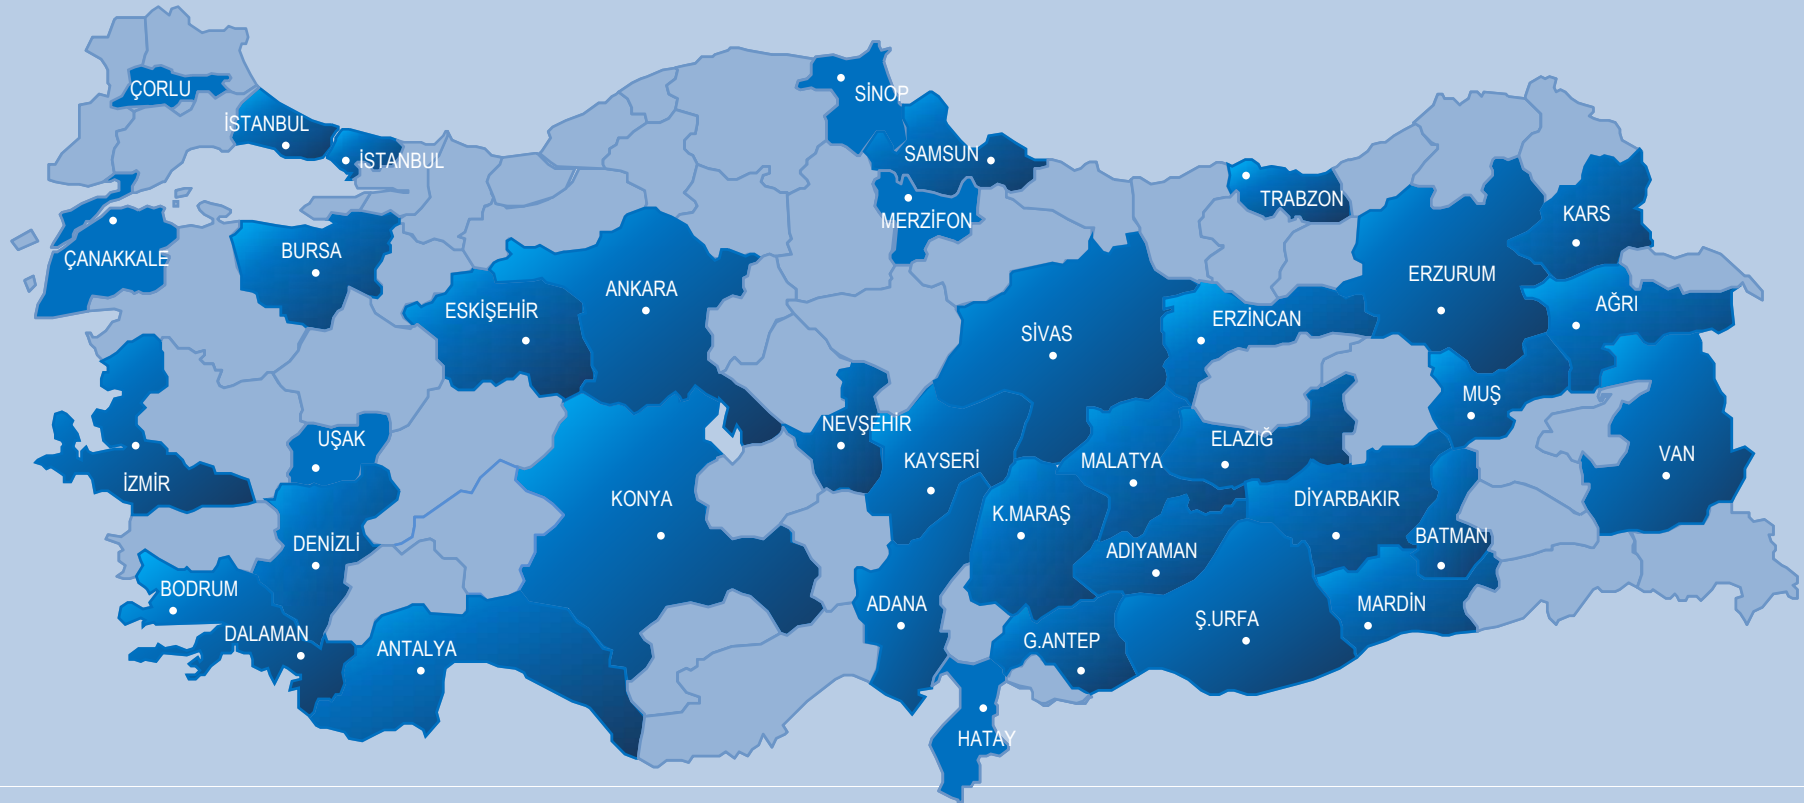 ÇORLU
SİNOP
İSTANBUL
İSTANBUL
SAMSUN
TRABZON
KARS
MERZİFON
ÇANAKKALE
BURSA
ANKARA
ERZURUM
ESKİŞEHİR
AĞRI
ERZİNCAN
SİVAS
MUŞ
NEVŞEHİR
UŞAK
ELAZIĞ
VAN
KAYSERİ
MALATYA
İZMİR
KONYA
DİYARBAKIR
K.MARAŞ
BATMAN
DENİZLİ
ADIYAMAN
BODRUM
ADANA
MARDİN
Ş.URFA
DALAMAN
G.ANTEP
ANTALYA
HATAY